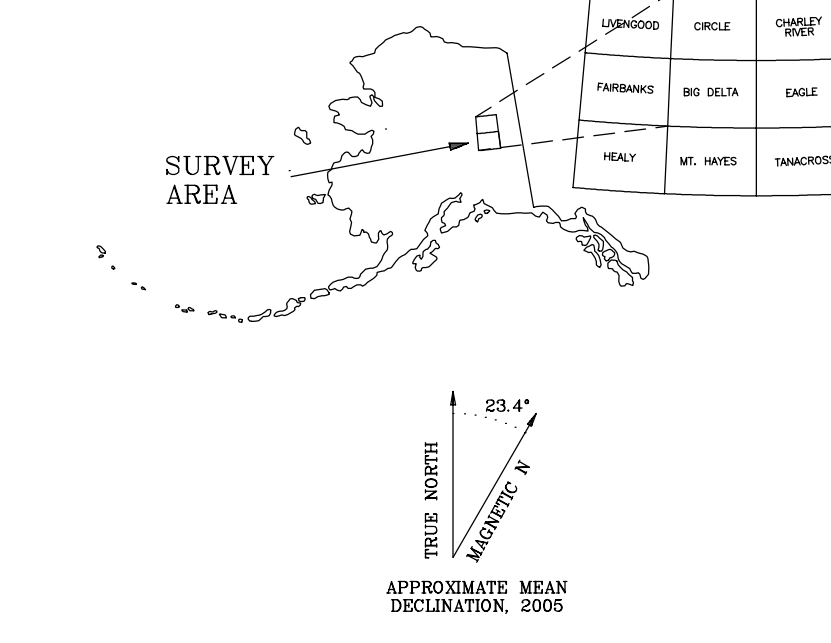 LIVENGOOD
CIRCLE
CHARLEY
RIVER
FAIRBANKS
BIG DELTA
EAGLE
HEALY
MT. HAYES
TANACROSS
SURVEY
AREA
23.4°
TRUE NORTH
MAGNETIC N
APPROXIMATE MEAN
DECLINATION, 2005